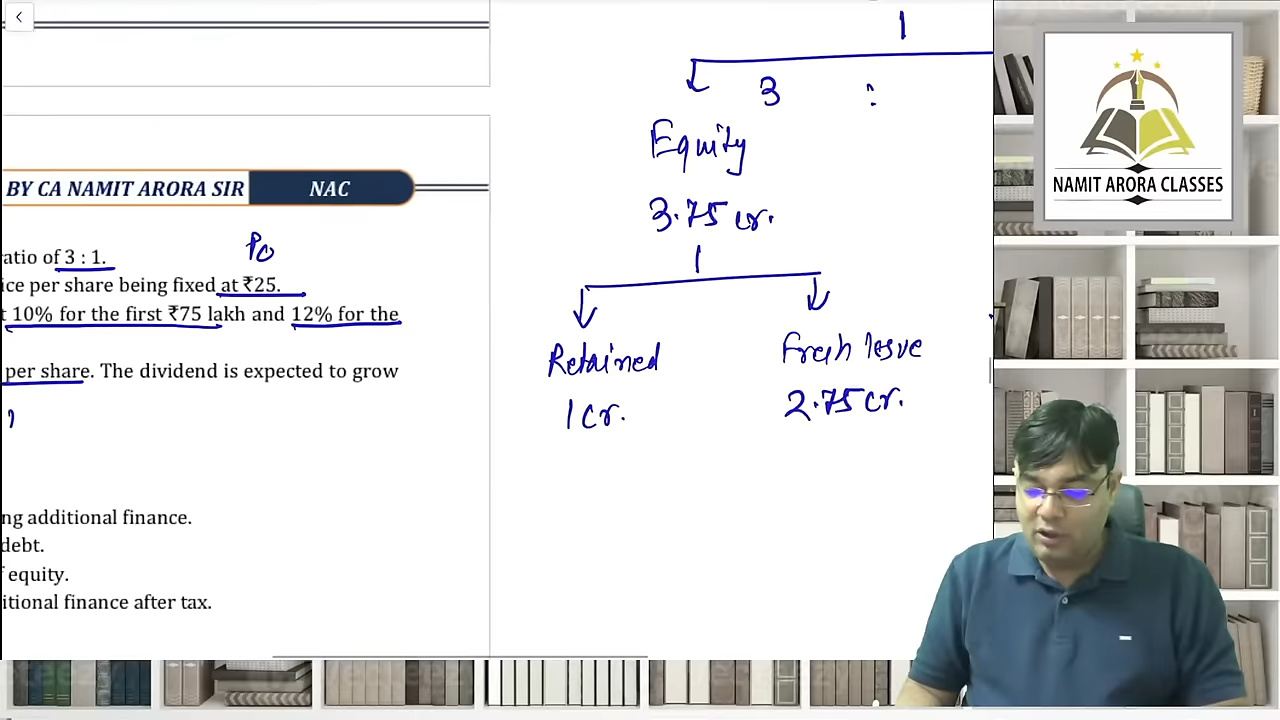 BY CA NAMIT ARORA SIR NAC
atio of 3 : 1.
P0
ice per share being fixed at ₹25.
t 10% for the first ₹75 lakh and 12% for the
per share. The dividend is expected to grow
ng additional finance.
debt.
equity.
itional finance after tax.
3 :
Equity
3.75 cr.
Retained
1 cr.
Fresh Issue
2.75 cr.
NAMIT ARORA CLASSES